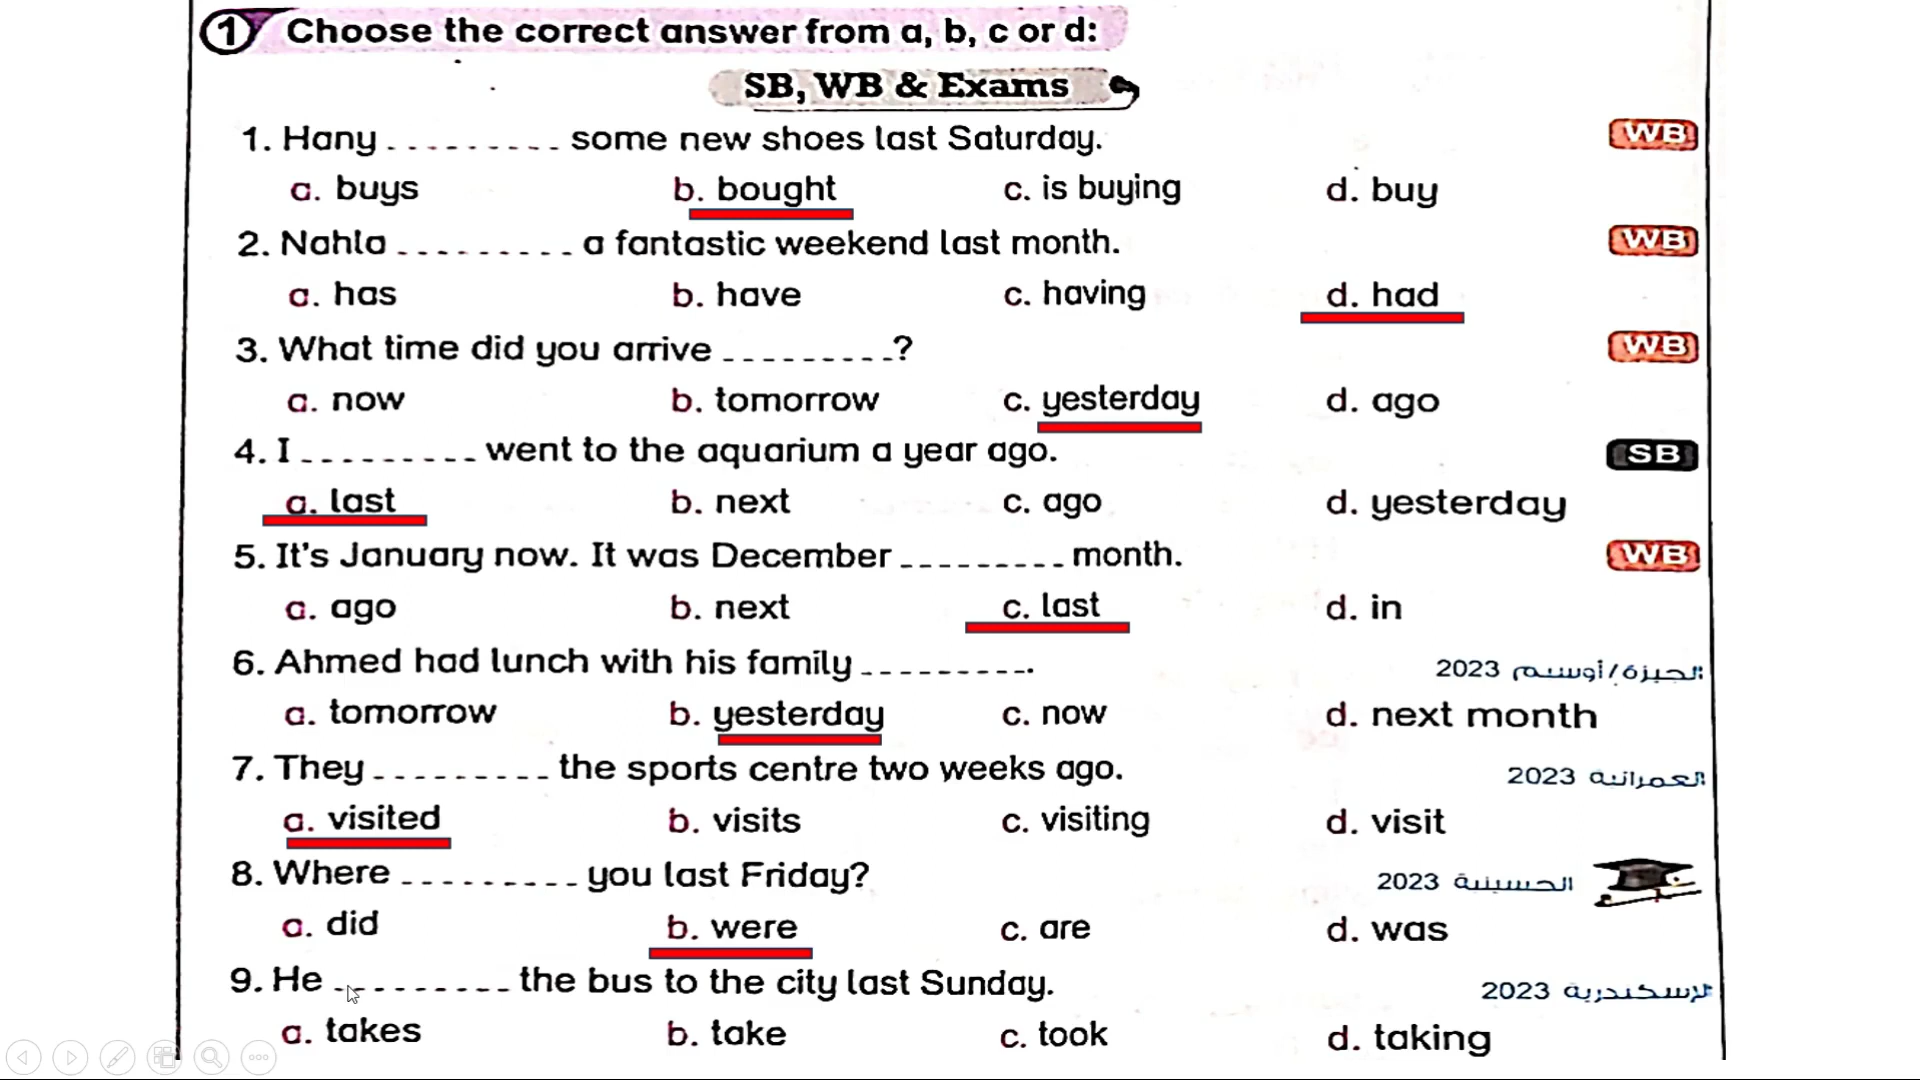 1 Choose the correct answer from a, b, c or d:
SB, WB & Exams
1. Hany ......... some new shoes last Saturday. WB
a. buys b. bought c. is buying d. buy
2. Nahla ......... a fantastic weekend last month. WB
a. has b. have c. having d. had
3. What time did you arrive .........? WB
a. now b. tomorrow c. yesterday d. ago
4. I ......... went to the aquarium a year ago. SB
a. last b. next c. ago d. yesterday
5. It's January now. It was December ......... month. WB
a. ago b. next c. last d. in
6. Ahmed had lunch with his family ......... . الجيزة/أوسيم 2023
a. tomorrow b. yesterday c. now d. next month
7. They ......... the sports centre two weeks ago. العمرانية 2023
a. visited b. visits c. visiting d. visit
8. Where ......... you last Friday? الحسينية 2023
a. did b. were c. are d. was
9. He ......... the bus to the city last Sunday. الإسكندرية 2023
a. takes b. take c. took d. taking